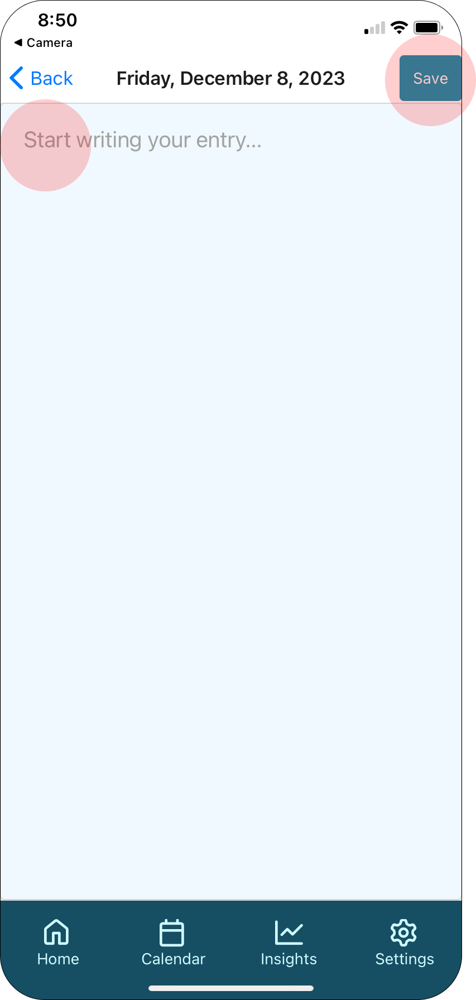 8:50
◀ Camera
Back Friday, December 8, 2023 Save
Start writing your entry...
Home Calendar Insights Settings